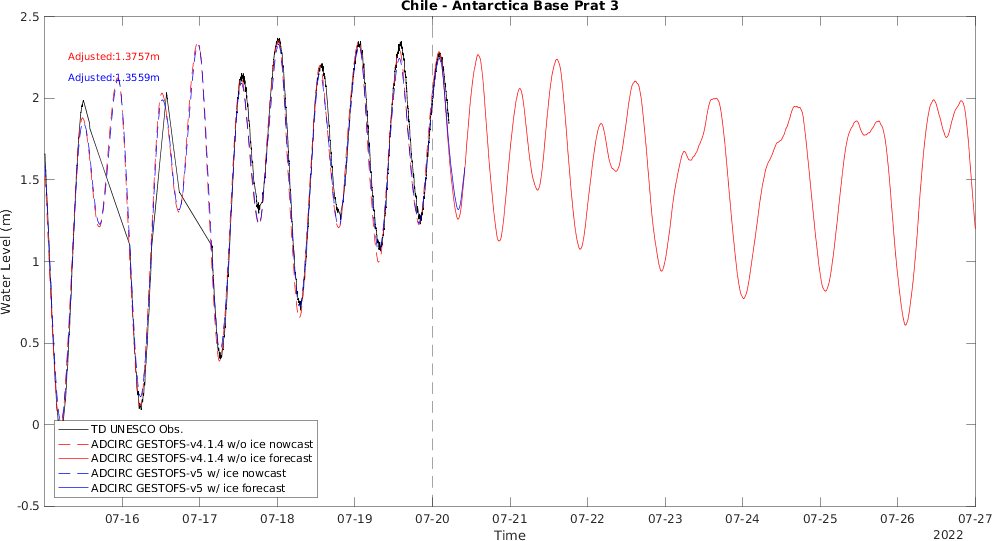 Chile - Antarctica Base Prat 3
2.5
2
1.5
1
0.5
0
-0.5
Water Level (m)
Adjusted:1.3757m
Adjusted:1.3559m
TD UNESCO Obs.
ADCIRC GESTOFS-v4.1.4 w/o ice nowcast
ADCIRC GESTOFS-v4.1.4 w/o ice forecast
ADCIRC GESTOFS-v5 w/ ice nowcast
ADCIRC GESTOFS-v5 w/ ice forecast
07-16 07-17 07-18 07-19 07-20 07-21 07-22 07-23 07-24 07-25 07-26 07-27
Time
2022